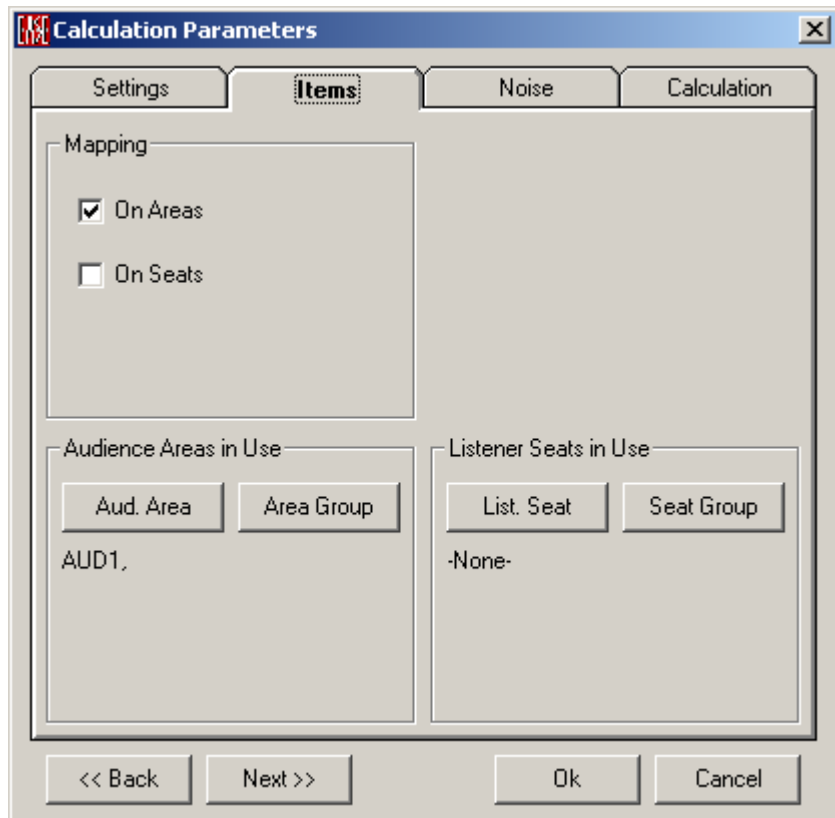 EASE
Calculation Parameters
Settings Items Noise Calculation
Mapping
On Areas
On Seats
Audience Areas in Use
Aud. Area Area Group
AUD1,
Listener Seats in Use
List. Seat Seat Group
-None-
<< Back Next >> Ok Cancel